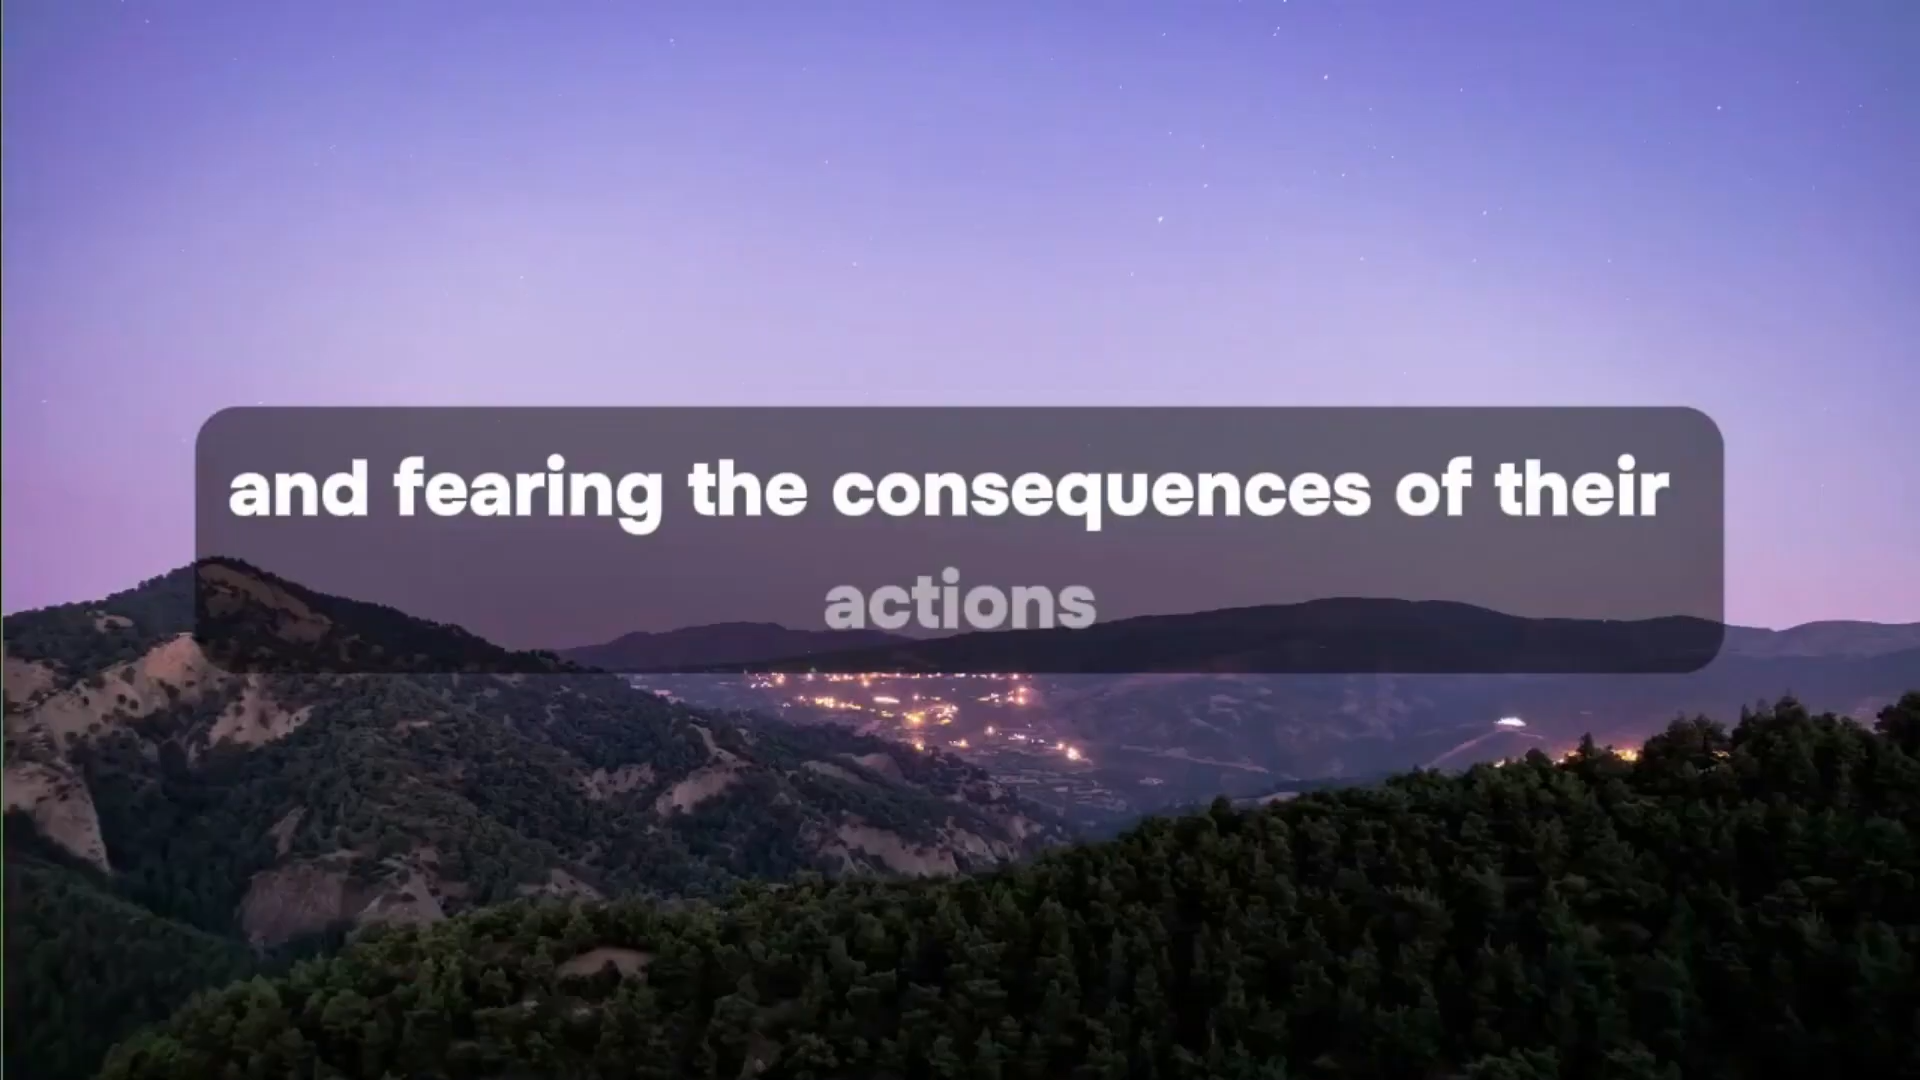 and fearing the consequences of their
actions